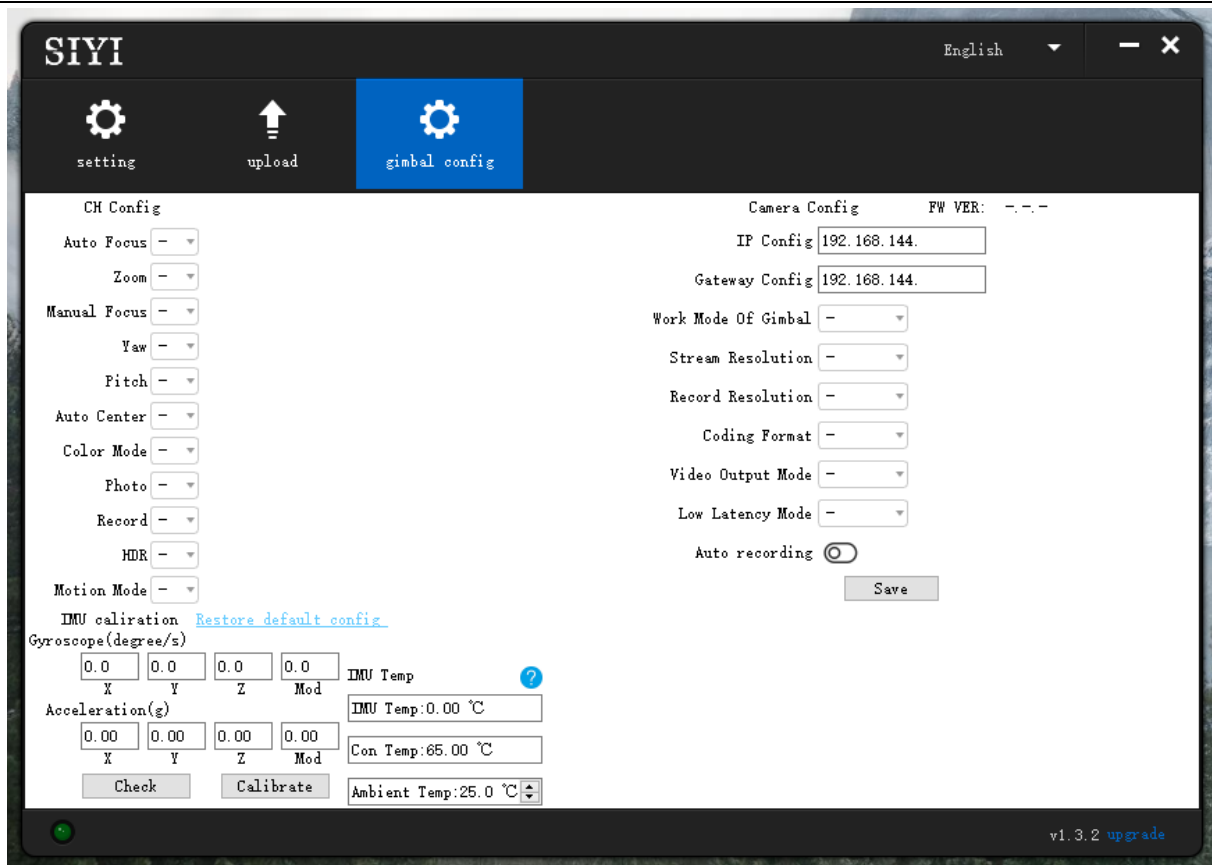 SIYI
English
setting
upload
gimbal config
CH Config
Auto Focus –
Zoom –
Manual Focus –
Yaw –
Pitch –
Auto Center –
Color Mode –
Photo –
Record –
HDR –
Motion Mode –
IMU caliration Restore default config
Gyroscope(degree/s)
0.0 0.0 0.0 0.0
X Y Z Mod
Acceleration(g)
0.00 0.00 0.00 0.00
X Y Z Mod
Check Calibrate
IMU Temp ?
IMU Temp:0.00 ℃
Con Temp:65.00 ℃
Ambient Temp:25.0 ℃
Camera Config FW VER: -.-.-
IP Config 192.168.144.
Gateway Config 192.168.144.
Work Mode Of Gimbal –
Stream Resolution –
Record Resolution –
Coding Format –
Video Output Mode –
Low Latency Mode –
Auto recording
Save
v1.3.2 upgrade